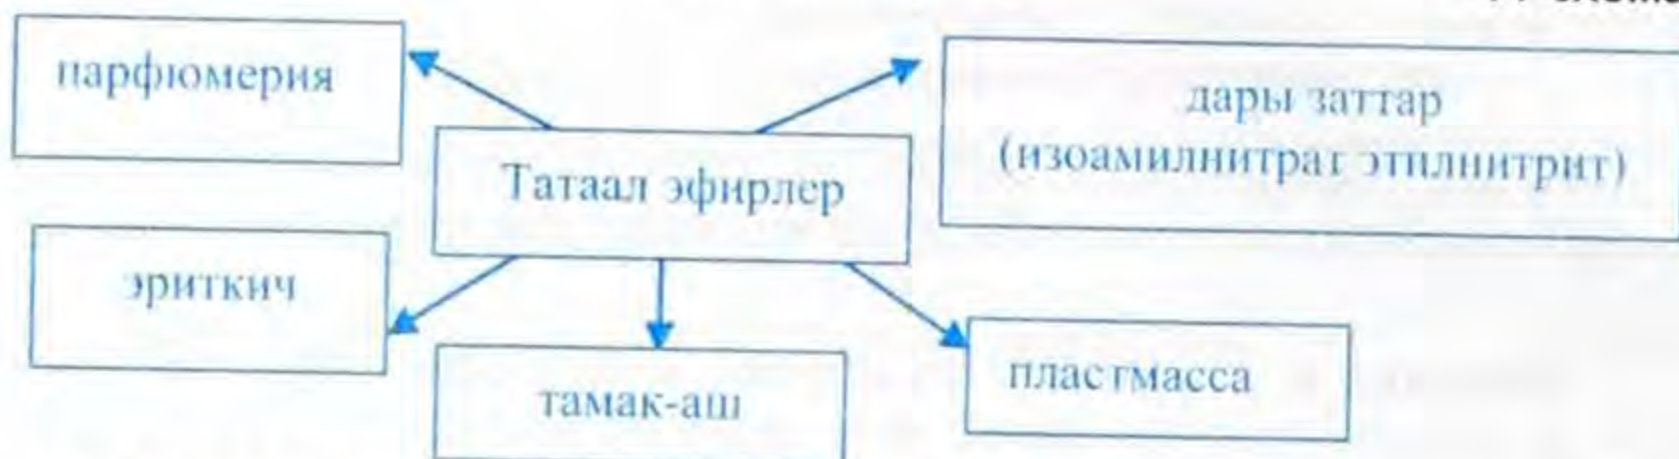 парфюмерия
дары заттар
(изоамилнитрат этилнитрит)
Татаал эфирлер
эриткич
тамак-аш
пластмасса